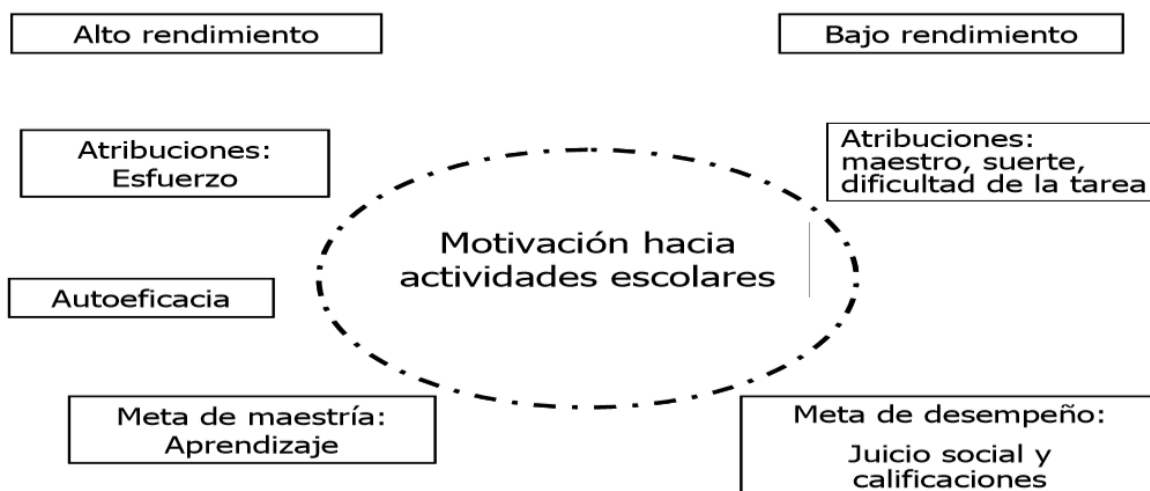 Alto rendimiento
Bajo rendimiento
Atribuciones:
Esfuerzo
Atribuciones:
maestro, suerte,
dificultad de la tarea
Motivación hacia
actividades escolares
Autoeficacia
Meta de maestría:
Aprendizaje
Meta de desempeño:
Juicio social y
calificaciones